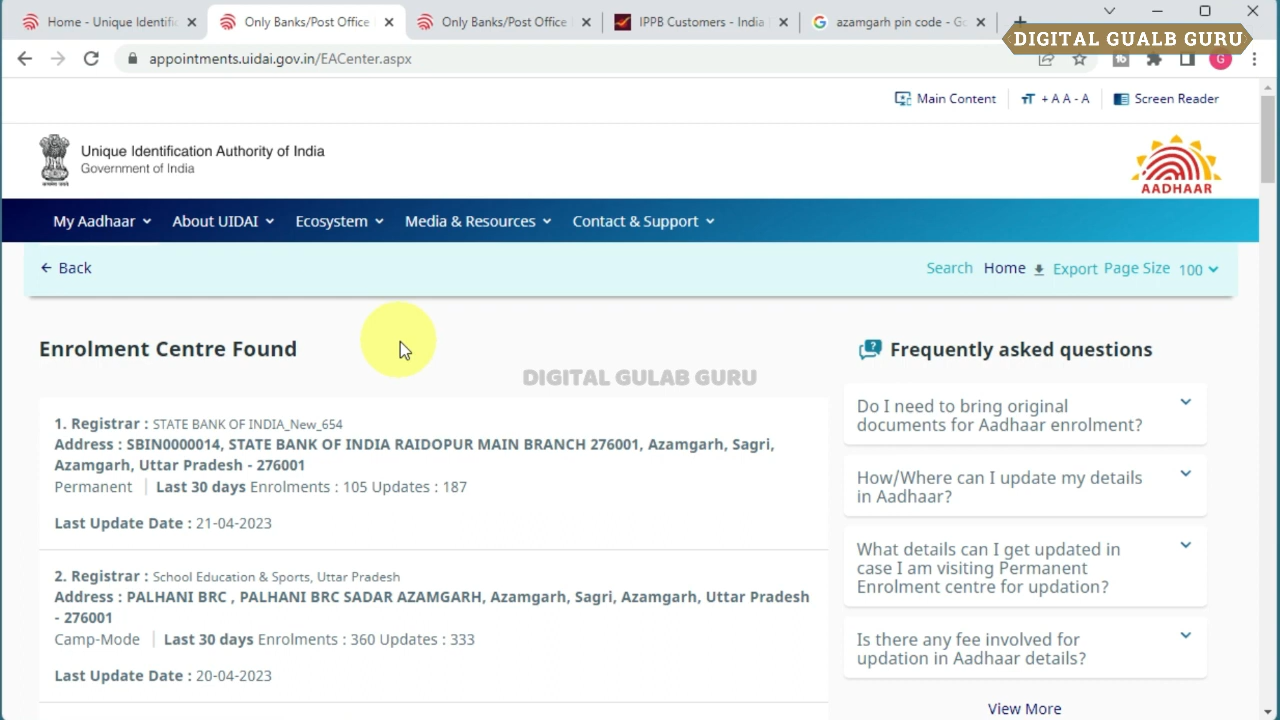 Home - Unique Identific
Only Banks/Post Office
Only Banks/Post Office
IPPB Customers - India
azamgarh pin code - Go
DIGITAL GUALB GURU
appointments.uidai.gov.in/EACenter.aspx
G
Main Content
+ A A - A
Screen Reader
Unique Identification Authority of India
Government of India
AADHAAR
My Aadhaar
About UIDAI
Ecosystem
Media & Resources
Contact & Support
Back
Search Home Export Page Size 100
Enrolment Centre Found
Frequently asked questions
DIGITAL GULAB GURU
1. Registrar : STATE BANK OF INDIA_New_654
Address : SBIN0000014, STATE BANK OF INDIA RAIDOPUR MAIN BRANCH 276001, Azamgarh, Sagri,
Azamgarh, Uttar Pradesh - 276001
Permanent | Last 30 days Enrolments : 105 Updates : 187
Last Update Date : 21-04-2023
2. Registrar : School Education & Sports, Uttar Pradesh
Address : PALHANI BRC , PALHANI BRC SADAR AZAMGARH, Azamgarh, Sagri, Azamgarh, Uttar Pradesh
- 276001
Camp-Mode | Last 30 days Enrolments : 360 Updates : 333
Last Update Date : 20-04-2023
Do I need to bring original
documents for Aadhaar enrolment?
How/Where can I update my details
in Aadhaar?
What details can I get updated in
case I am visiting Permanent
Enrolment centre for updation?
Is there any fee involved for
updation in Aadhaar details?
View More